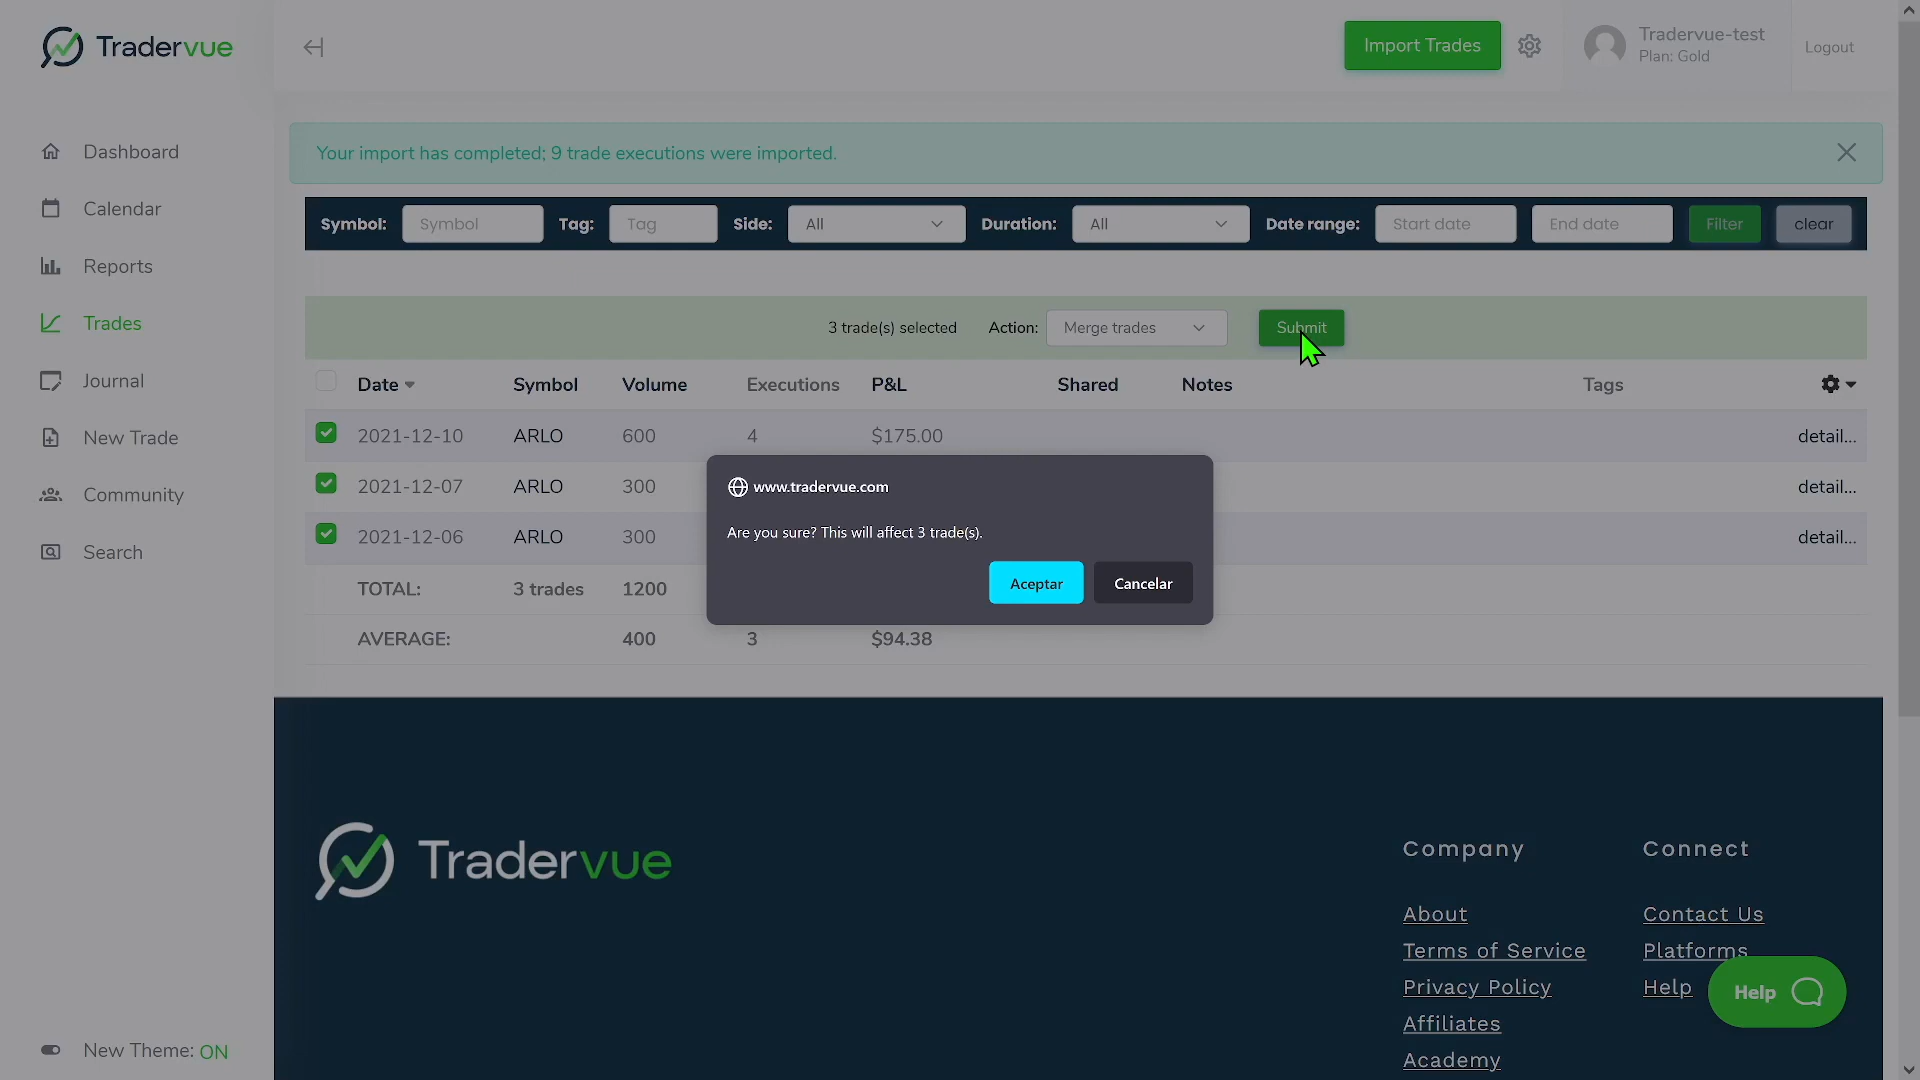 Tradervue
Import Trades
Tradervue-test
Plan: Gold
Logout
Dashboard
Calendar
Reports
Trades
Journal
New Trade
Community
Search
New Theme: ON
Your import has completed; 9 trade executions were imported.
Symbol: Symbol Tag: Tag Side: All Duration: All Date range: Start date End date Filter clear
3 trade(s) selected Action: Merge trades Submit
Date Symbol Volume Executions P&L Shared Notes Tags
2021-12-10 ARLO 600 4 $175.00 detail...
2021-12-07 ARLO 300 detail...
2021-12-06 ARLO 300 detail...
TOTAL: 3 trades 1200
AVERAGE: 400 3 $94.38
www.tradervue.com
Are you sure? This will affect 3 trade(s).
Aceptar Cancelar
Tradervue
Company
About
Terms of Service
Privacy Policy
Affiliates
Academy
Connect
Contact Us
Platforms
Help
Help